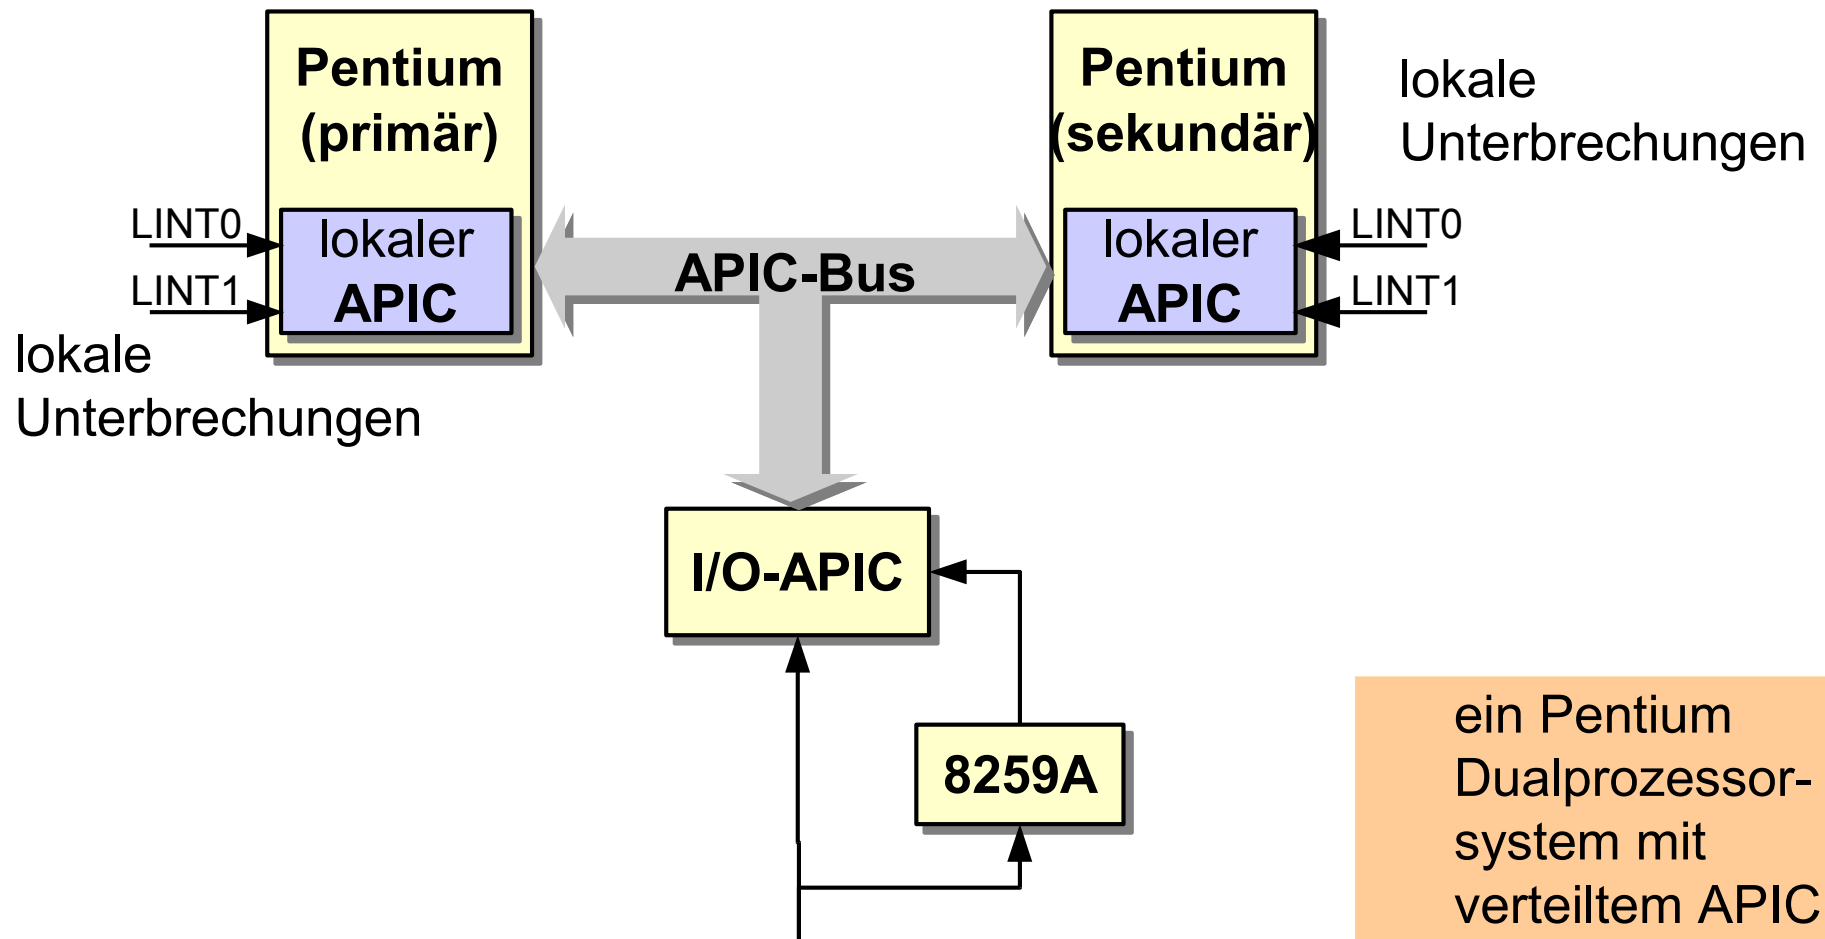 Pentium
(primär)
LINT0
lokaler
LINT1
APIC
lokale
Unterbrechungen
APIC-Bus
Pentium
(sekundär)
lokaler
APIC
lokale
Unterbrechungen
LINT0
LINT1
I/O-APIC
8259A
ein Pentium
Dualprozessor-
system mit
verteiltem APIC